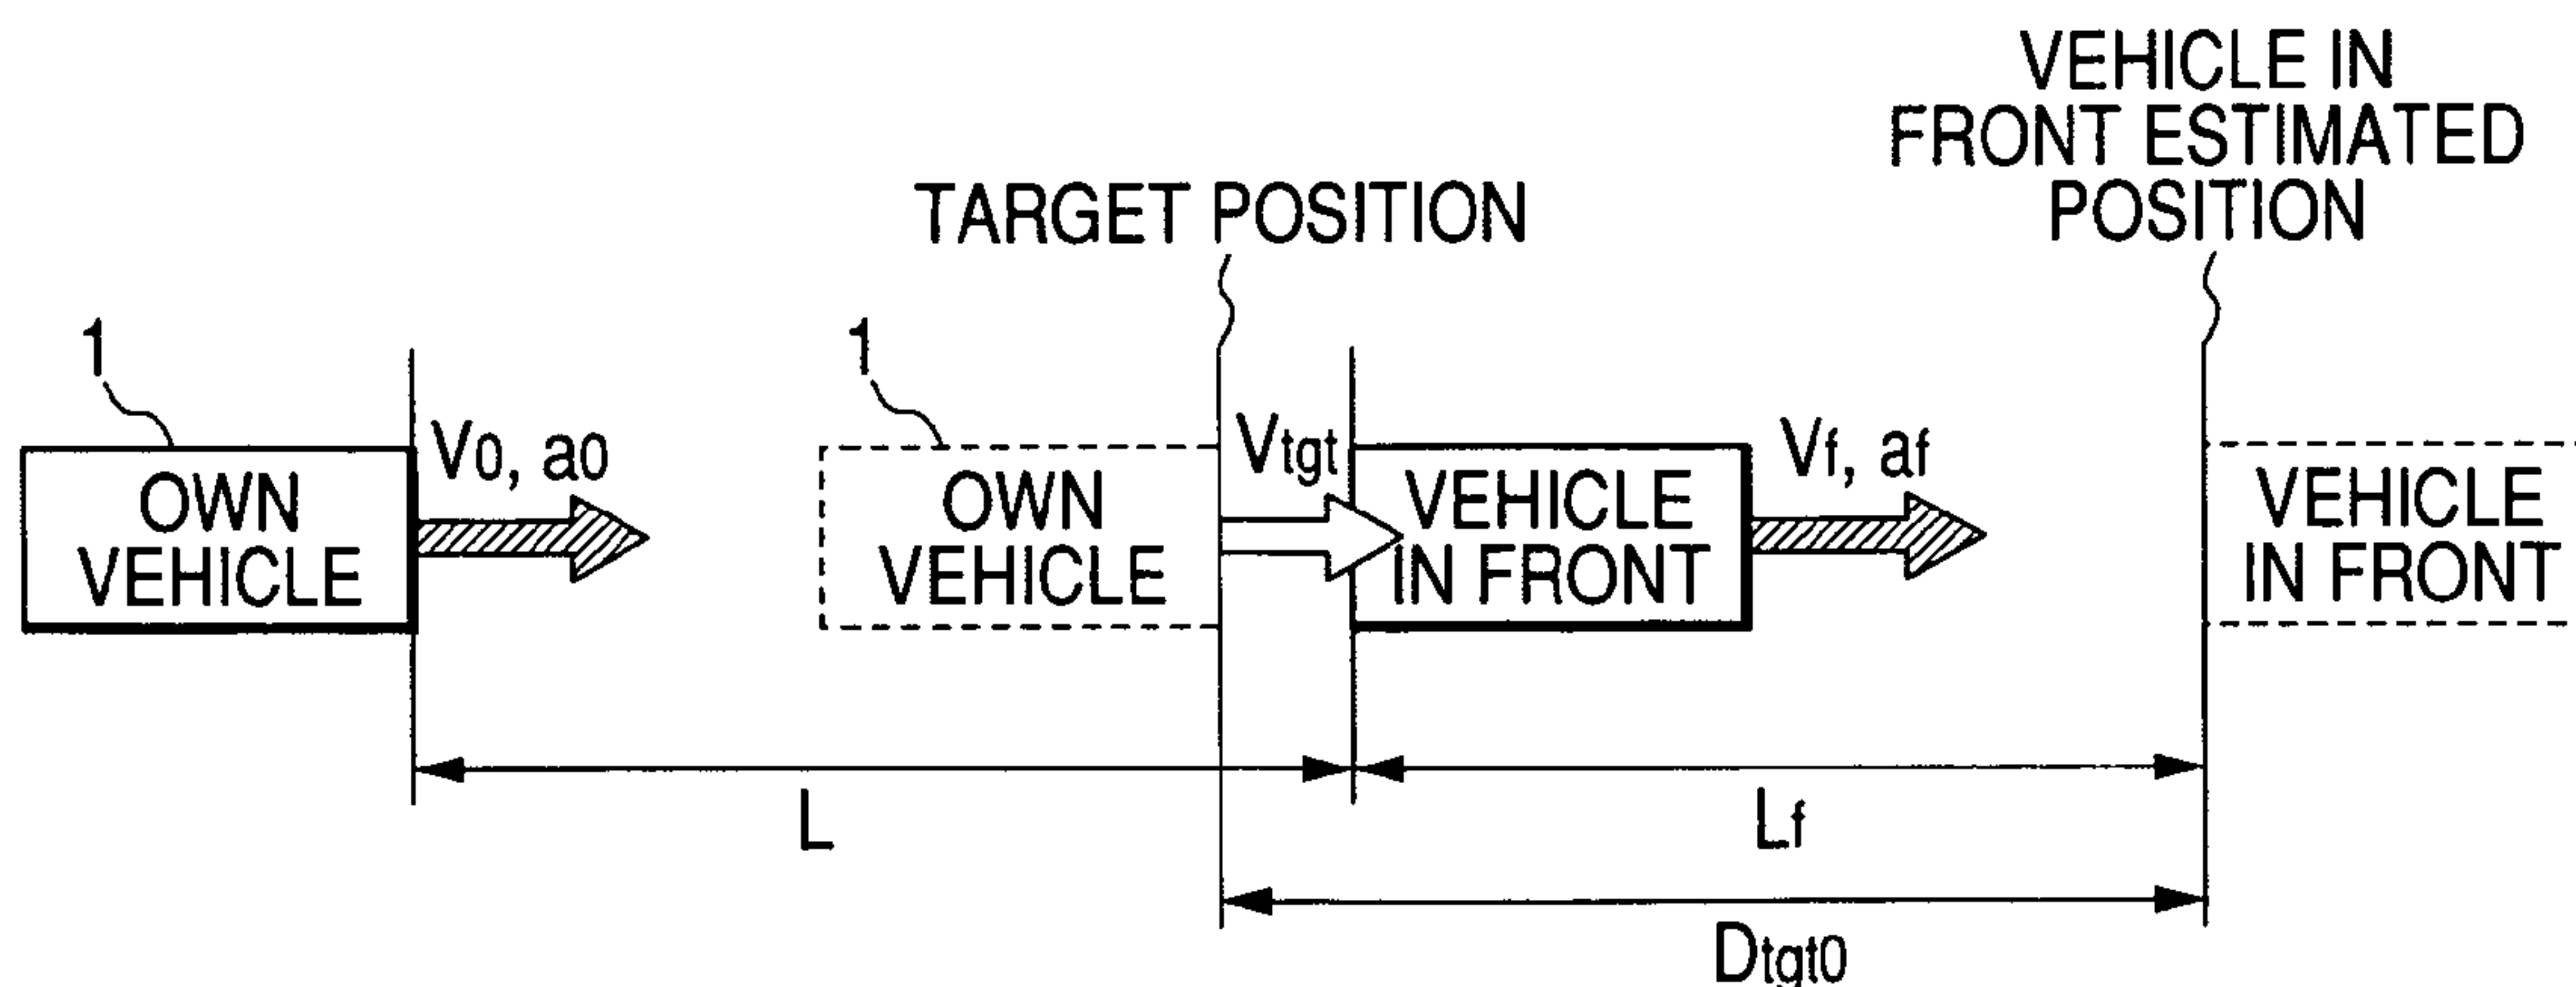 VEHICLE IN
FRONT ESTIMATED
POSITION
TARGET POSITION
1
1
V0, a0
Vtgt
Vf, af
OWN
VEHICLE
OWN
VEHICLE
VEHICLE
IN FRONT
VEHICLE
IN FRONT
L
Lf
Dtgt0